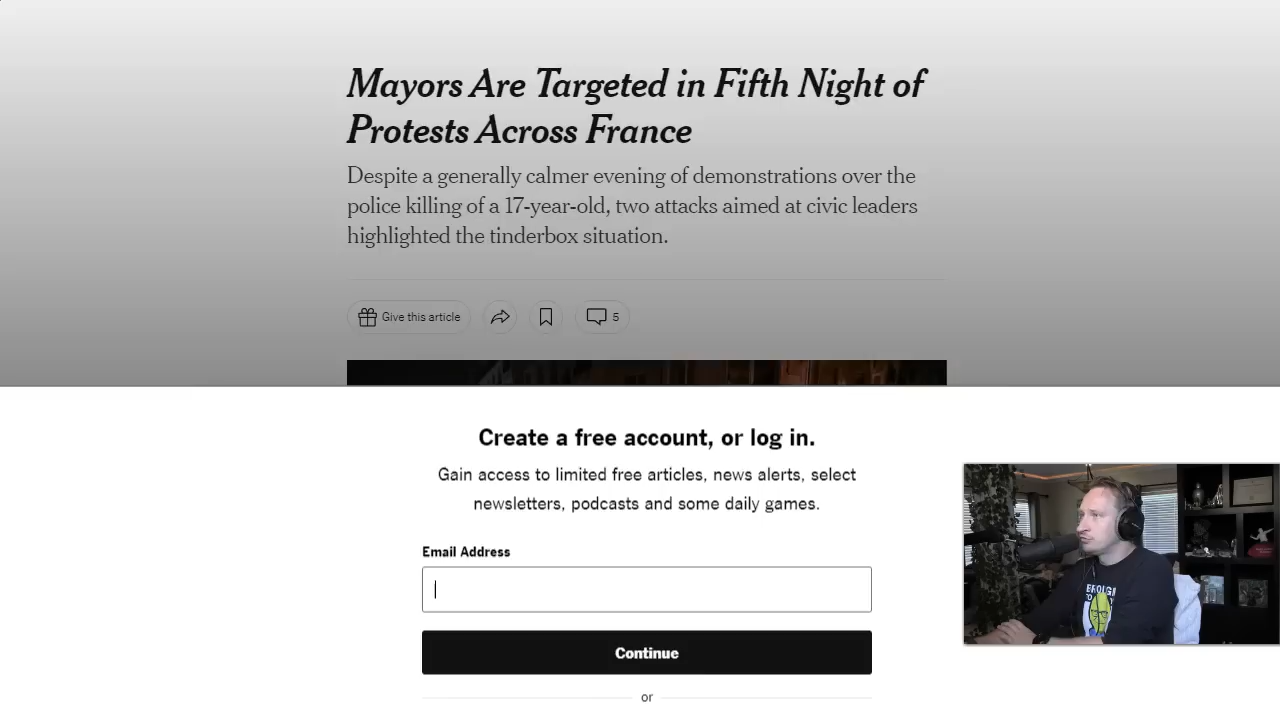 Mayors Are Targeted in Fifth Night of
Protests Across France
Despite a generally calmer evening of demonstrations over the
police killing of a 17-year-old, two attacks aimed at civic leaders
highlighted the tinderbox situation.
Give this article
5
Create a free account, or log in.
Gain access to limited free articles, news alerts, select
newsletters, podcasts and some daily games.
Email Address
Continue
or